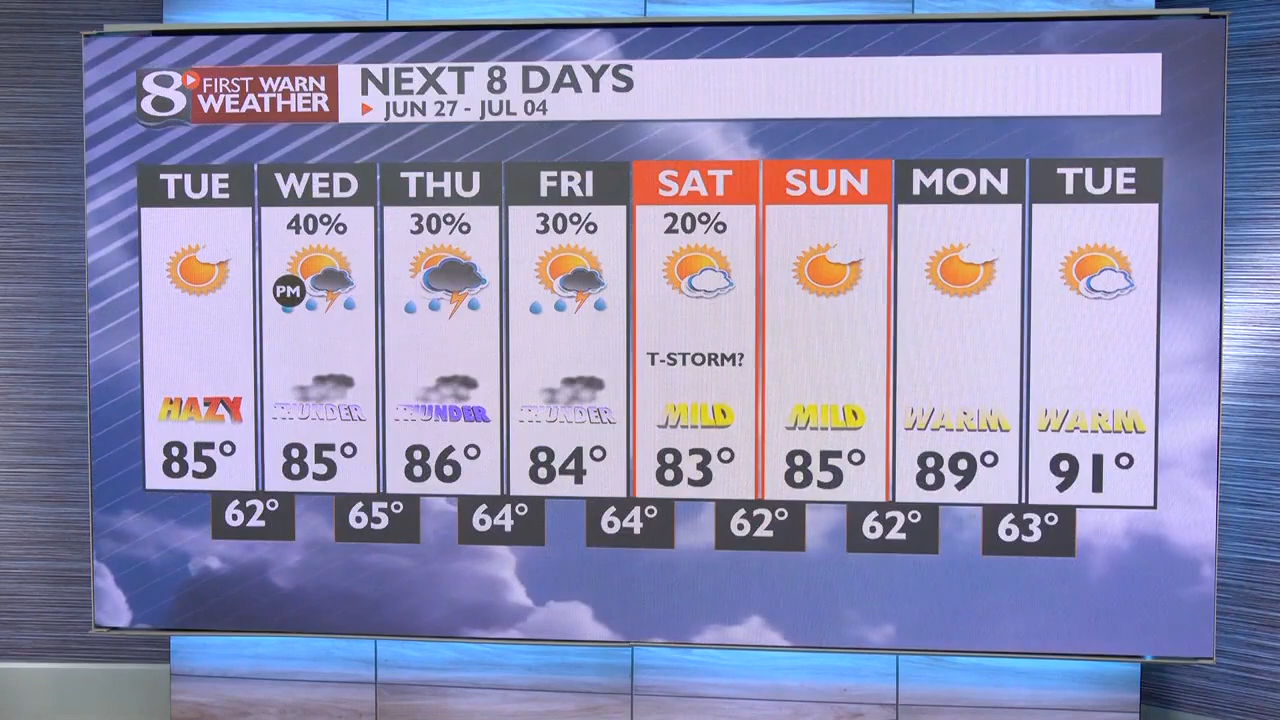 8 FIRST WARN WEATHER
NEXT 8 DAYS
JUN 27 - JUL 04
TUE WED THU FRI SAT SUN MON TUE
40% 30% 30% 20%
PM
T-STORM?
HAZY THUNDER THUNDER THUNDER MILD MILD WARM WARM
85° 85° 86° 84° 83° 85° 89° 91°
62° 65° 64° 64° 62° 62° 63°